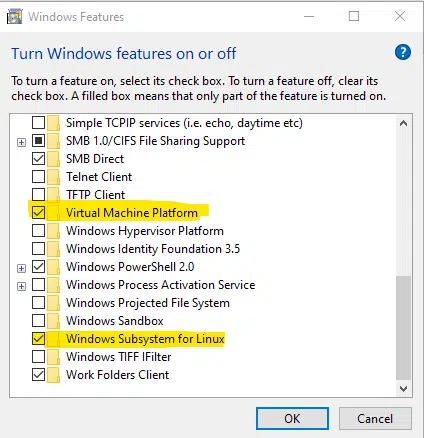 Windows Features
Turn Windows features on or off
To turn a feature on, select its check box. To turn a feature off, clear its
check box. A filled box means that only part of the feature is turned on.
Simple TCPIP services (i.e. echo, daytime etc)
SMB 1.0/CIFS File Sharing Support
SMB Direct
Telnet Client
TFTP Client
Virtual Machine Platform
Windows Hypervisor Platform
Windows Identity Foundation 3.5
Windows PowerShell 2.0
Windows Process Activation Service
Windows Projected File System
Windows Sandbox
Windows Subsystem for Linux
Windows TIFF IFilter
Work Folders Client
OK Cancel